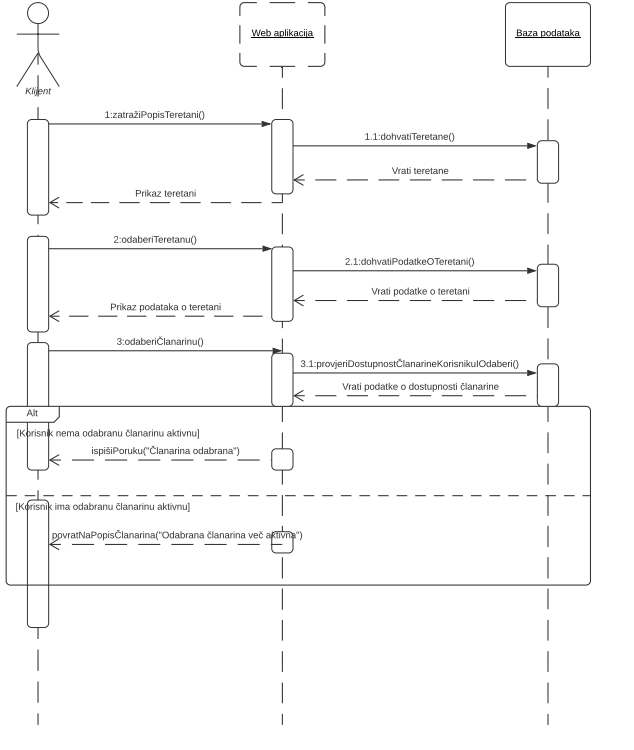 Web aplikacija
Baza podataka
Klijent
1:zatražiPopisTeretani()
1.1:dohvatiTeretane()
Vrati teretane
Prikaz teretani
2:odaberiTeretanu()
2.1:dohvatiPodatkeOTeretani()
Vrati podatke o teretani
Prikaz podataka o teretani
3:odaberiČlanarinu()
3.1:provjeriDostupnostČlanarineKorisnikuIOdaberi()
Vrati podatke o dostupnosti članarine
Alt
[Korisnik nema odabranu članarinu aktivnu]
ispišiPoruku("Članarina odabrana")
[Korisnik ima odabranu članarinu aktivnu]
povratNaPopisČlanarina("Odabrana članarina več aktivna")